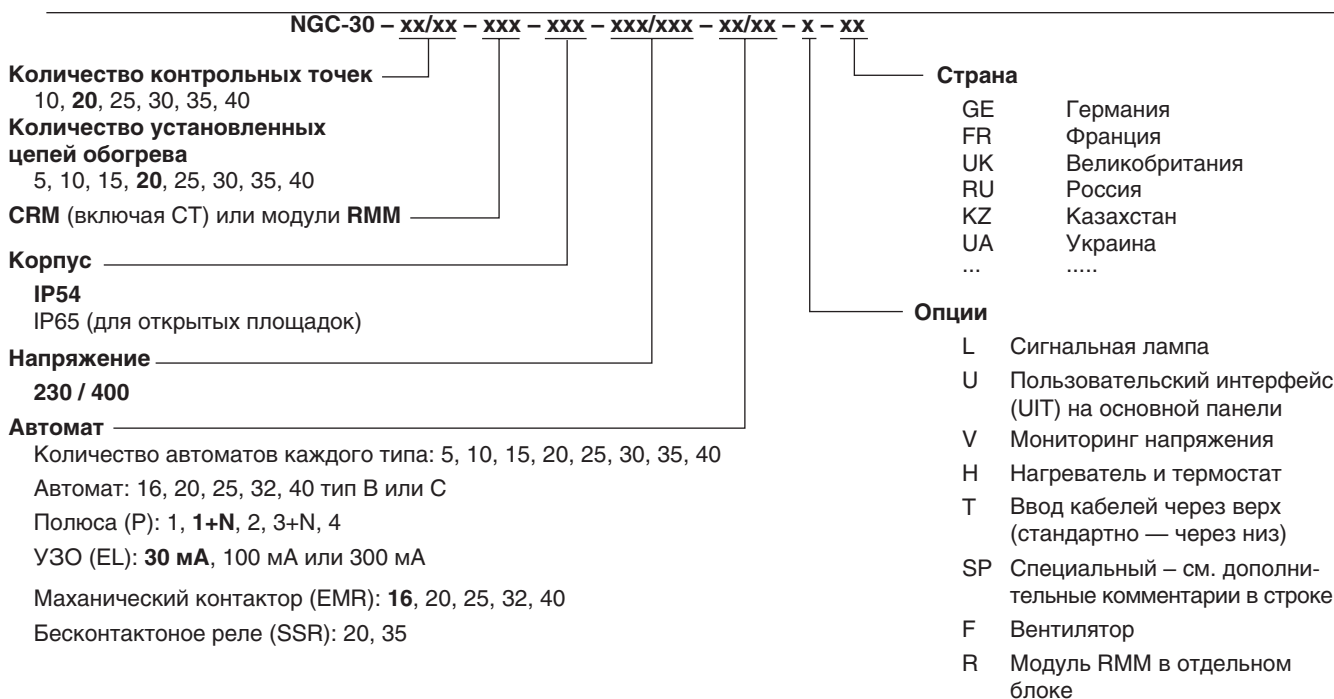 NGC-30 – xx/xx – xxx – xxx – xxx/xxx – xx/xx – x – xx
Количество контрольных точек
10, 20, 25, 30, 35, 40
Количество установленных
цепей обогрева
5, 10, 15, 20, 25, 30, 35, 40
CRM (включая CT) или модули RMM
Корпус
IP54
IP65 (для открытых площадок)
Напряжение
230 / 400
Автомат
Количество автоматов каждого типа: 5, 10, 15, 20, 25, 30, 35, 40
Автомат: 16, 20, 25, 32, 40 тип B или C
Полюса (P): 1, 1+N, 2, 3+N, 4
УЗО (EL): 30 мА, 100 мА или 300 мА
Маханический контактор (EMR): 16, 20, 25, 32, 40
Бесконтактоное реле (SSR): 20, 35
Страна
GE Германия
FR Франция
UK Великобритания
RU Россия
KZ Казахстан
UA Украина
... .....
Опции
L Сигнальная лампа
U Пользовательский интерфейс
(UIT) на основной панели
V Мониторинг напряжения
H Нагреватель и термостат
T Ввод кабелей через верх
(стандартно — через низ)
SP Специальный – см. дополни-
тельные комментарии в строке
F Вентилятор
R Модуль RMM в отдельном
блоке